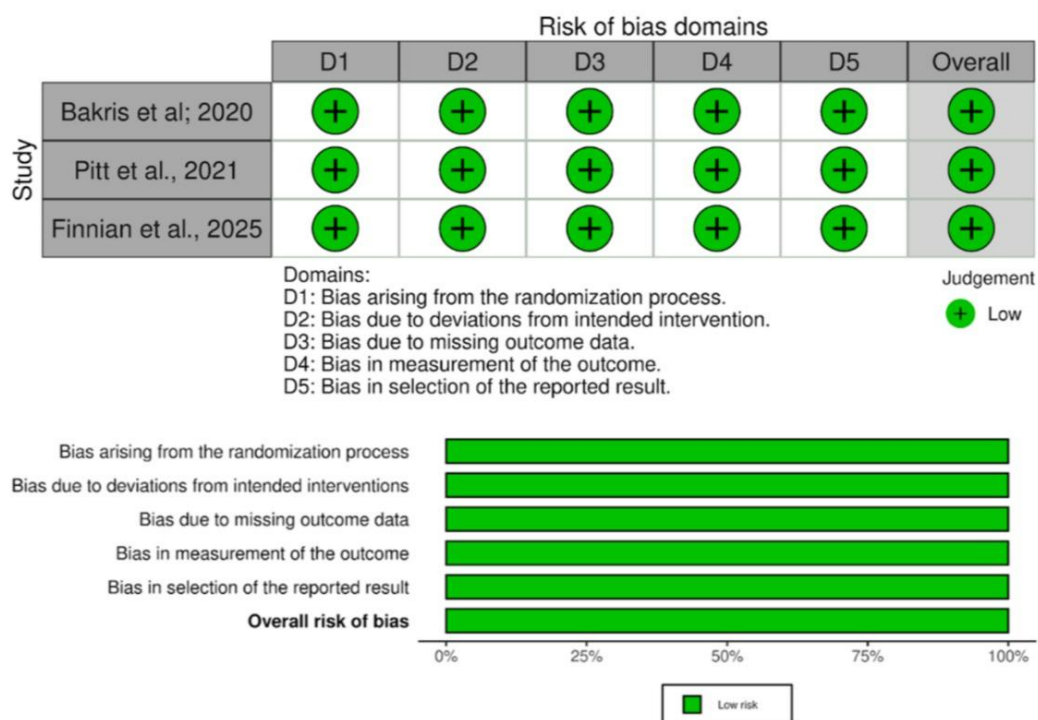 Risk of bias domains
D1 D2 D3 D4 D5 Overall
Study
Bakris et al; 2020 + + + + + +
Pitt et al., 2021 + + + + + +
Finnian et al., 2025 + + + + + +
Domains:
D1: Bias arising from the randomization process.
D2: Bias due to deviations from intended intervention.
D3: Bias due to missing outcome data.
D4: Bias in measurement of the outcome.
D5: Bias in selection of the reported result.
Judgement
+ Low
Bias arising from the randomization process
Bias due to deviations from intended interventions
Bias due to missing outcome data
Bias in measurement of the outcome
Bias in selection of the reported result
Overall risk of bias
0% 25% 50% 75% 100%
Low risk